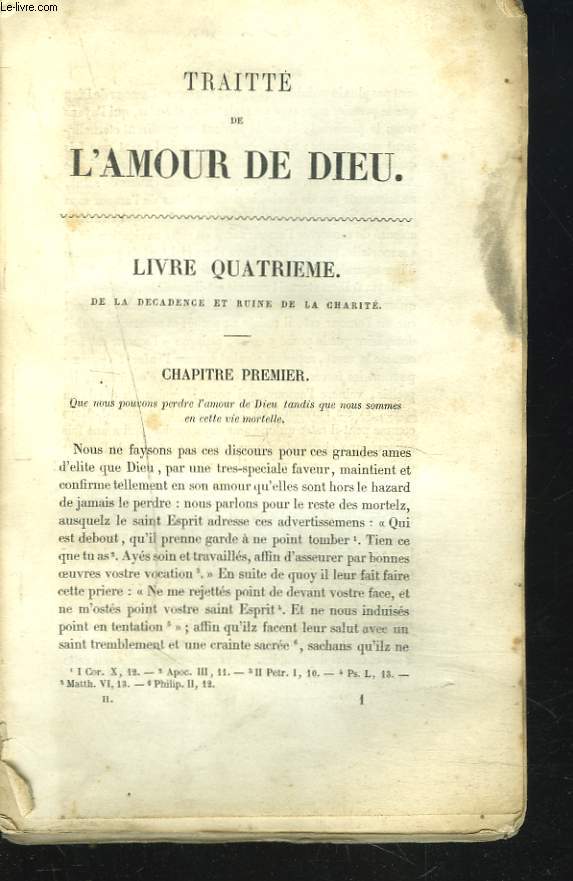 Le-livre.com
TRAITTÉ
DE
L'AMOUR DE DIEU.
LIVRE QUATRIEME.
DE LA DECADENCE ET RUINE DE LA CHARITÉ.
CHAPITRE PREMIER.
Que nous pouvons perdre l'amour de Dieu tandis que nous sommes
en cette vie mortelle.
Nous ne faysons pas ces discours pour ces grandes ames
d'elite que Dieu, par une tres-speciale faveur, maintient et
confirme tellement en son amour qu'elles sont hors le hazard
de jamais le perdre : nous parlons pour le reste des mortelz,
ausquelz le saint Esprit adresse ces advertissemens : « Qui
est debout, qu'il prenne garde à ne point tomber ¹. Tien ce
que tu as ². Ayés soin et travaillés, affin d'asseurer par bonnes
œuvres vostre vocation ³. » En suite de quoy il leur fait faire
cette priere : « Ne me rejettés point de devant vostre face, et
ne m'ostés point vostre saint Esprit ⁴. Et ne nous induisés
point en tentation ⁵ » ; affin qu'ilz facent leur salut avec un
saint tremblement et une crainte sacrée ⁶, sachans qu'ilz ne
¹ I Cor. X, 12. — ² Apoc. III, 11. — ³ II Petr. I, 10. — ⁴ Ps. L, 13. —
⁵ Matth. VI, 13. — ⁶ Philip. II, 12.
II. 1